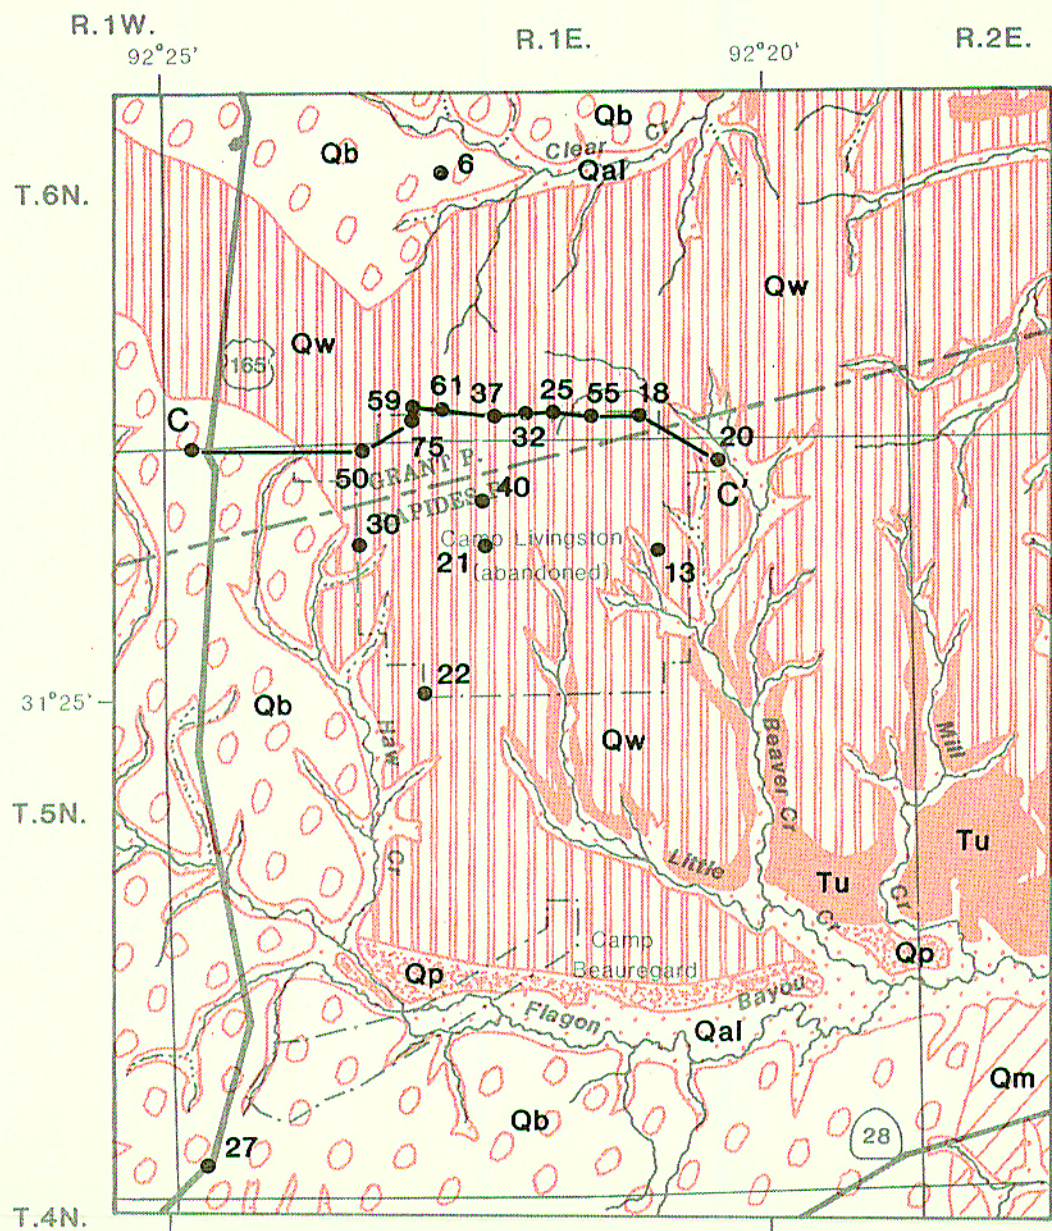 R.1W.
R.1E.
R.2E.
92°25'
92°20'
Qb
Qb
Clear Cr
6
Qal
T.6N.
Qw
Qw
165
61 37 25 55 18
59
C
32
20
75
50
GRANT P.
C'
40
RAPIDES P.
30
Camp Livingston
21
(abandoned)
13
22
31°25'
Qb
Haw
Qw
Beaver Cr
Mill
T.5N.
Tu
Cr
Little
Tu
Cr
Cr
Camp
Qp
Qp
Beauregard
Bayou
Flagon
Qal
Qm
Qb
28
27
T.4N.